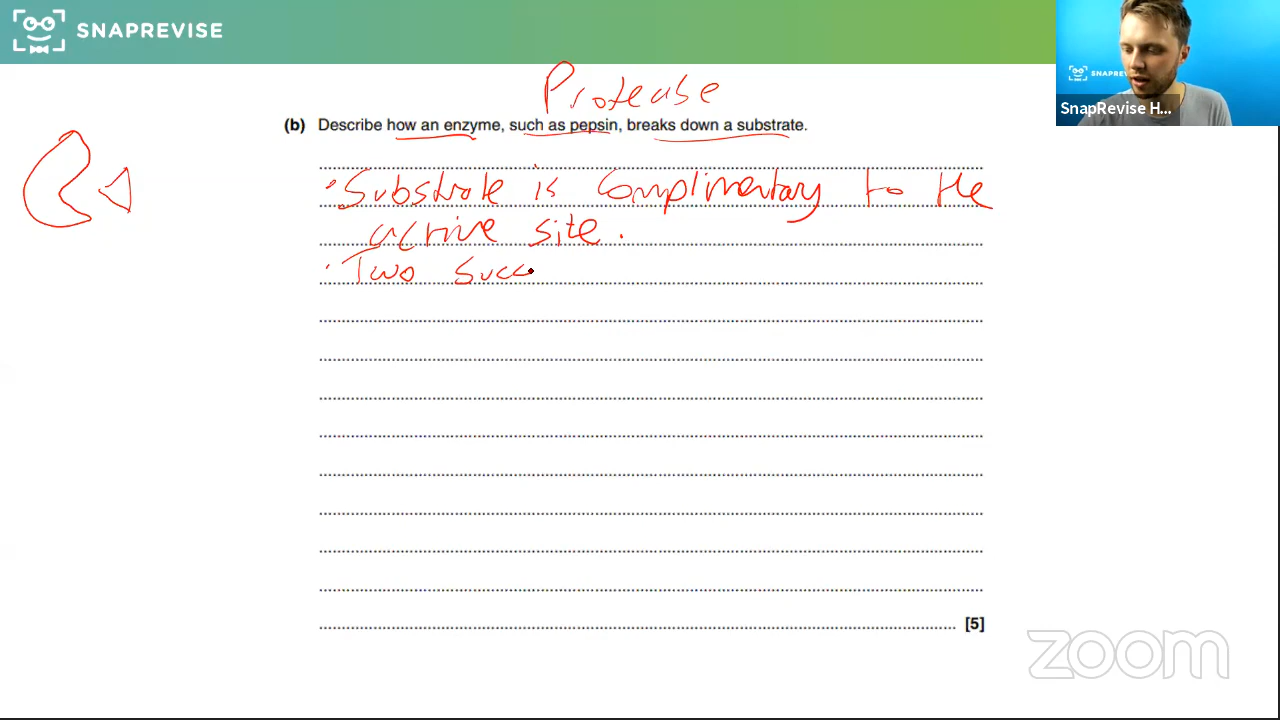 SNAPREVISE
SNAPREVISE
SnapRevise H...
Protease
(b) Describe how an enzyme, such as pepsin, breaks down a substrate.
· Substrate is complimentary to the
active site.
· Two succ
[5]
zoom